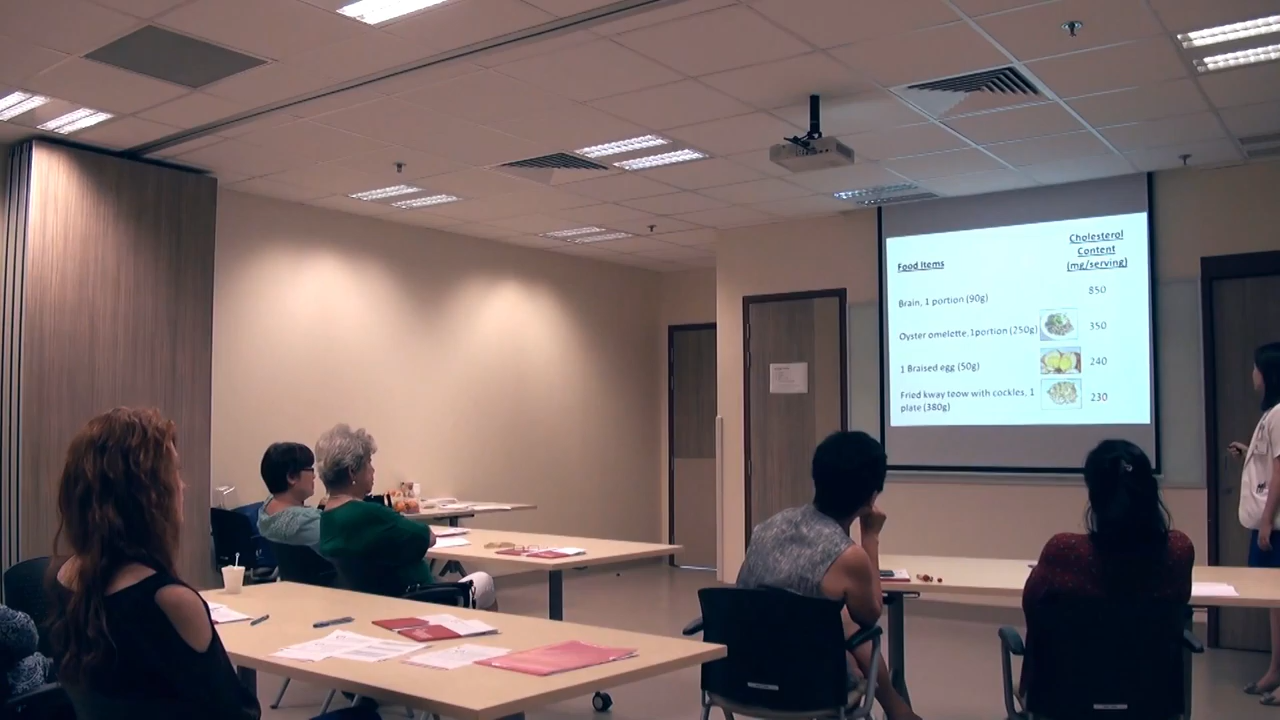 Food Items
Cholesterol
Content
(mg/serving)
Brain, 1 portion (90g)
850
Oyster omelette, 1portion (250g)
350
1 Braised egg (50g)
240
Fried kway teow with cockles, 1
plate (380g)
230